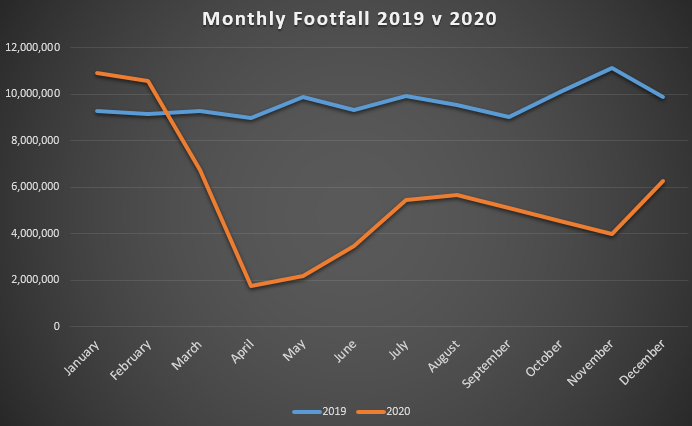 Monthly Footfall 2019 v 2020
12,000,000
10,000,000
8,000,000
6,000,000
4,000,000
2,000,000
0
January
February
March
April
May
June
July
August
September
October
November
December
2019 2020